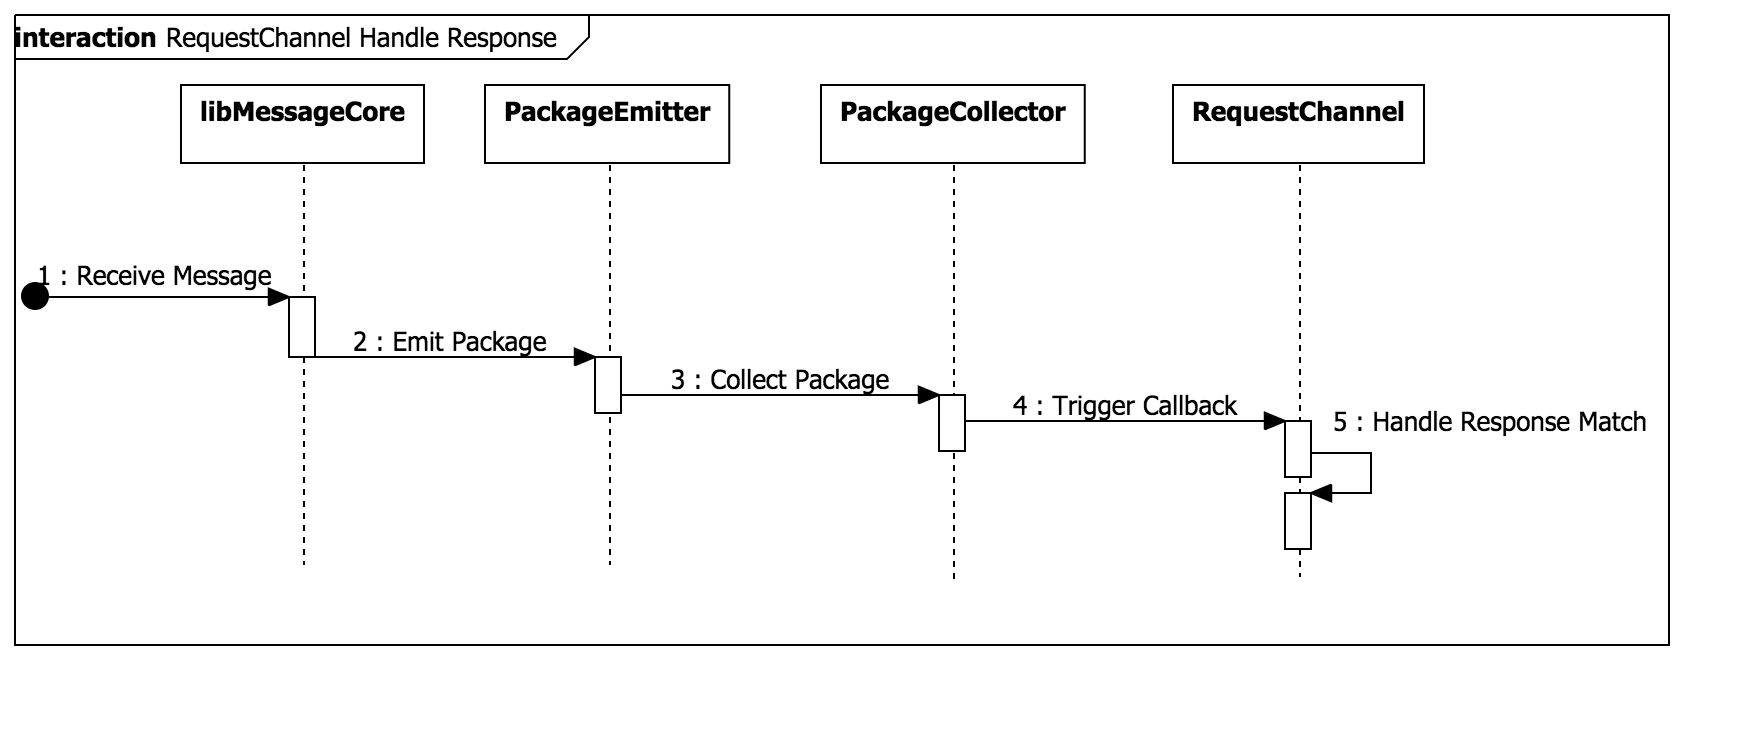 interaction RequestChannel Handle Response
libMessageCore
PackageEmitter
PackageCollector
RequestChannel
1 : Receive Message
2 : Emit Package
3 : Collect Package
4 : Trigger Callback
5 : Handle Response Match